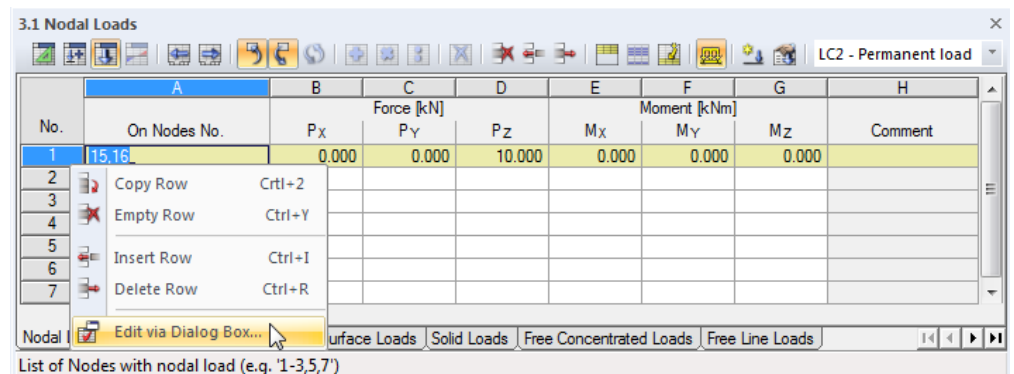 3.1 Nodal Loads
LC2 - Permanent load
A B C D E F G H
Force [kN] Moment [kNm]
No. On Nodes No. PX PY PZ MX MY MZ Comment
1 15,16 0.000 0.000 10.000 0.000 0.000 0.000
2 Copy Row Crtl+2
3
4 Empty Row Ctrl+Y
5
6 Insert Row Ctrl+I
7 Delete Row Ctrl+R
Nodal Edit via Dialog Box... urface Loads Solid Loads Free Concentrated Loads Free Line Loads
List of Nodes with nodal load (e.g. '1-3,5,7')